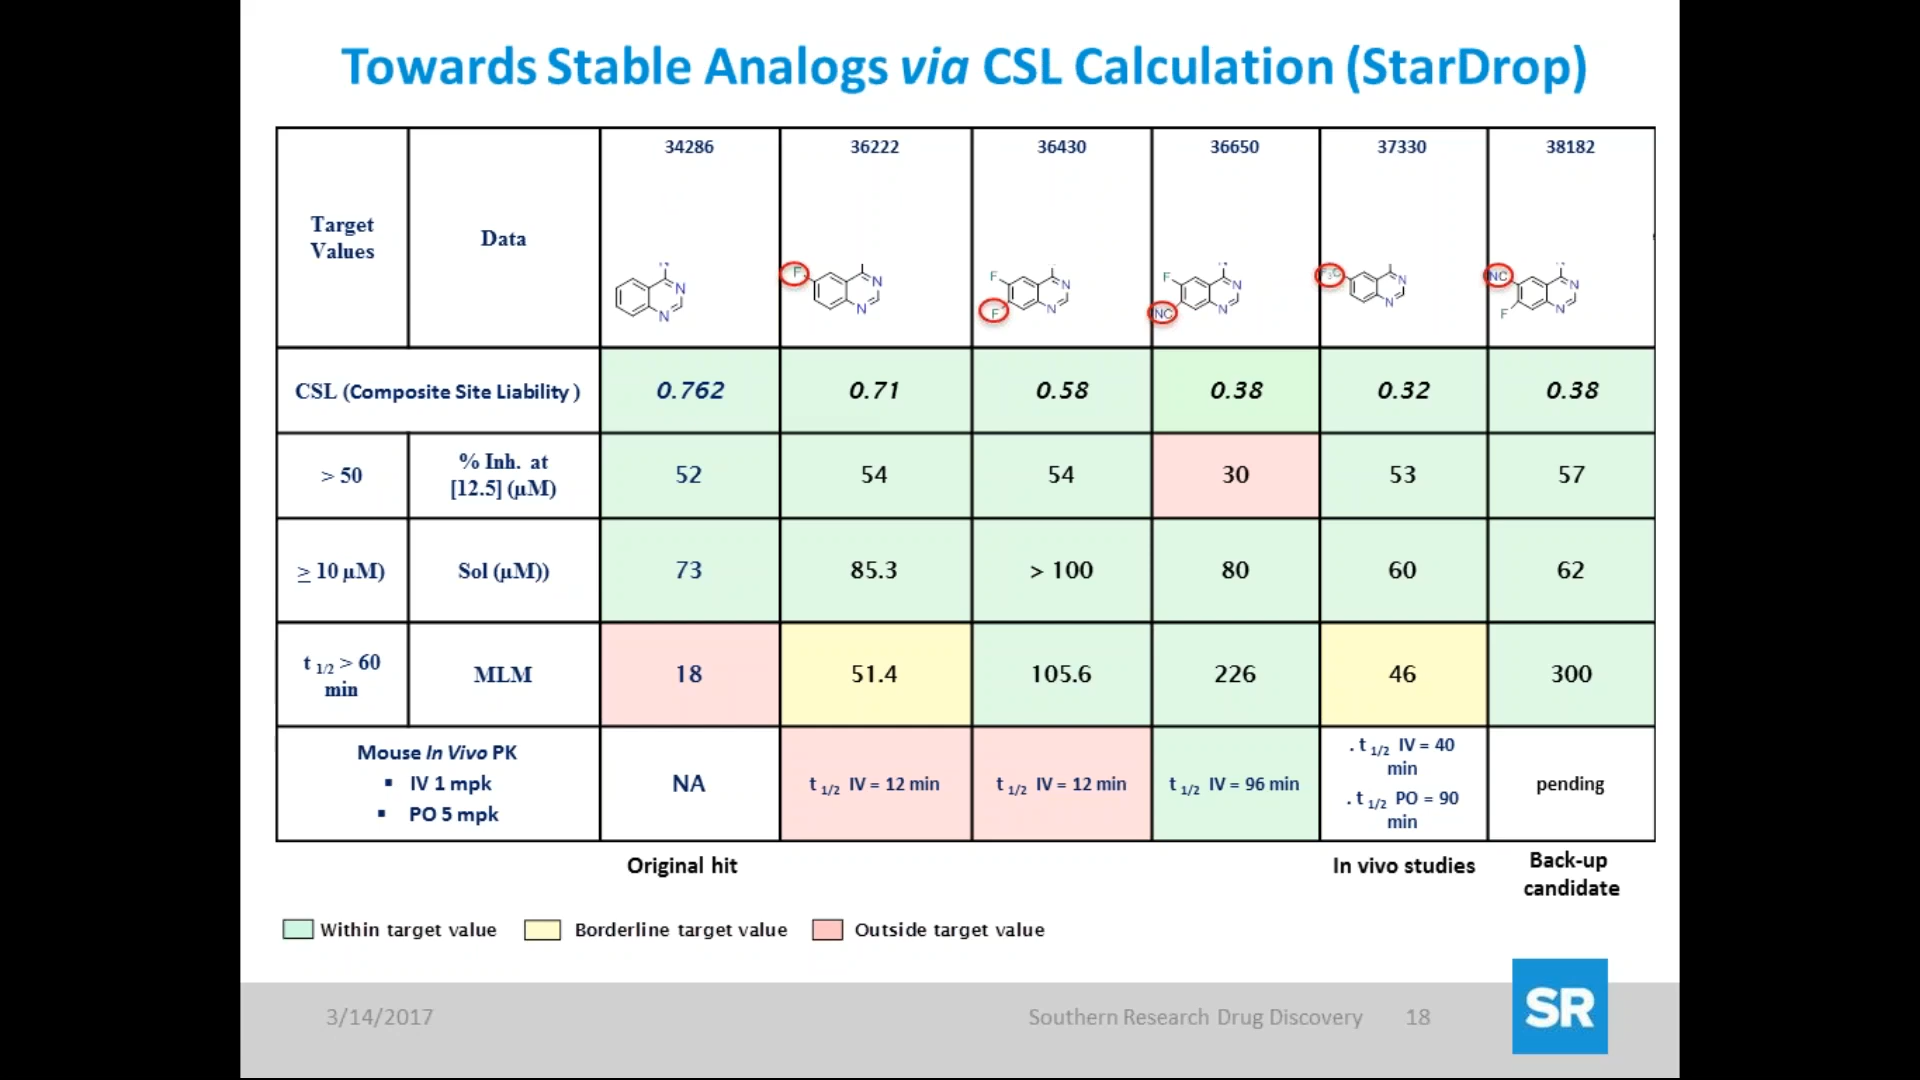 Towards Stable Analogs via CSL Calculation (StarDrop)
Target Values
Data
34286
36222
36430
36650
37330
38182
N
N
F
N
N
F
F
N
N
F
NC
N
N
F3C
N
N
NC
F
N
N
CSL (Composite Site Liability )
0.762
0.71
0.58
0.38
0.32
0.38
> 50
% Inh. at
[12.5] (μM)
52
54
54
30
53
57
≥ 10 μM)
Sol (μM))
73
85.3
> 100
80
60
62
t 1/2 > 60
min
MLM
18
51.4
105.6
226
46
300
Mouse In Vivo PK
▪ IV 1 mpk
▪ PO 5 mpk
NA
t 1/2 IV = 12 min
t 1/2 IV = 12 min
t 1/2 IV = 96 min
. t 1/2 IV = 40
min
. t 1/2 PO = 90
min
pending
Original hit
In vivo studies
Back-up
candidate
Within target value
Borderline target value
Outside target value
3/14/2017
Southern Research Drug Discovery
18
SR